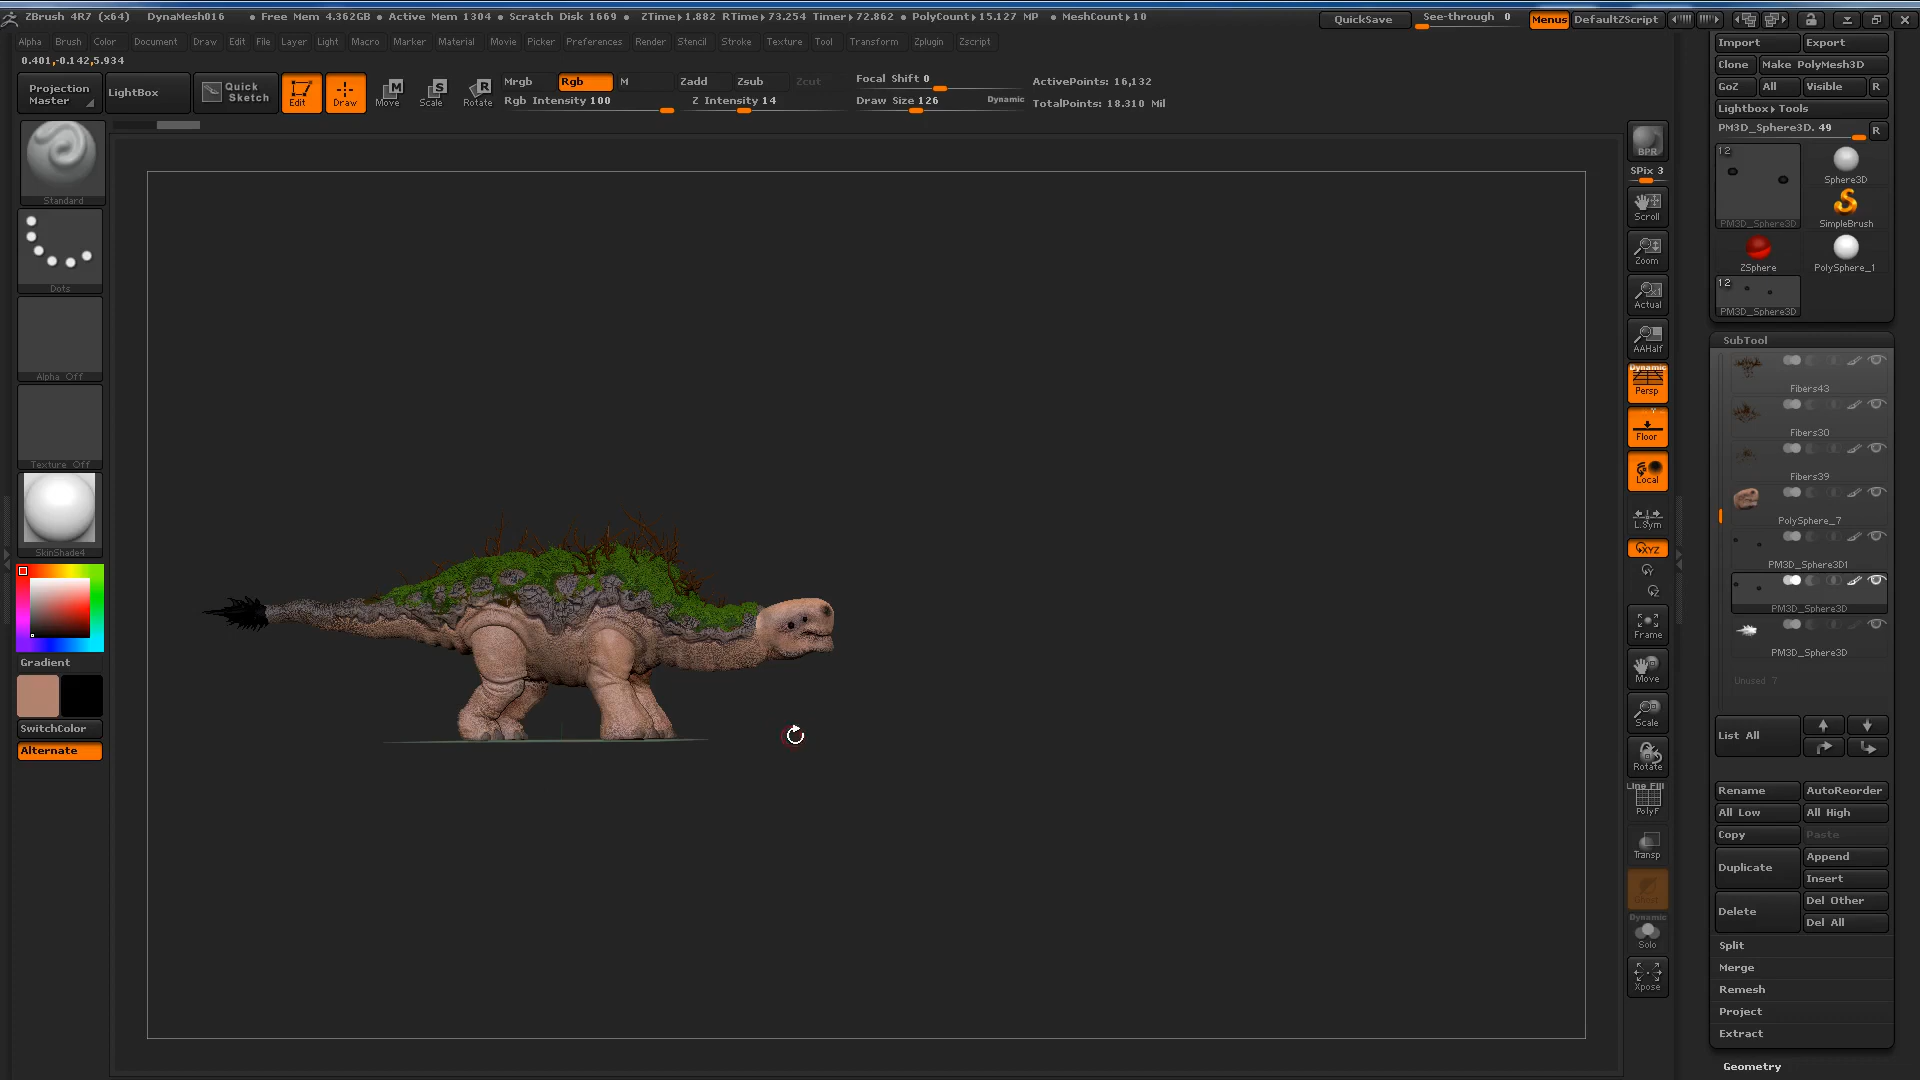 ZBrush 4R7 (x64) DynaMesh016 • Free Mem 4.362GB • Active Mem 1304 • Scratch Disk 1669 • ZTime▸1.882 RTime▸73.254 Timer▸72.862 • PolyCount▸15.127 MP • MeshCount▸10 QuickSave See-through 0 Menus DefaultZScript
Alpha Brush Color Document Draw Edit File Layer Light Macro Marker Material Movie Picker Preferences Render Stencil Stroke Texture Tool Transform Zplugin Zscript
0.401,-0.142,5.934
Projection Master
LightBox
Quick Sketch
Edit
Draw
Move
Scale
Rotate
Mrgb Rgb M Zadd Zsub Zcut
Rgb Intensity 100 Z Intensity 14
Focal Shift 0
Draw Size 126 Dynamic
ActivePoints: 16,132
TotalPoints: 18.310 Mil
Standard
Dots
Alpha Off
Texture Off
SkinShade4
Gradient
SwitchColor
Alternate
BPR
SPix 3
Scroll
Zoom
Actual
AAHalf
Dynamic
Persp
Floor
Local
L.Sym
XYZ
Frame
Move
Scale
Rotate
Line Fill
PolyF
Transp
Ghost
Dynamic
Solo
Xpose
Import Export
Clone Make PolyMesh3D
GoZ All Visible R
Lightbox▸Tools
PM3D_Sphere3D. 49 R
12
PM3D_Sphere3D
Sphere3D
SimpleBrush
ZSphere
PolySphere_1
12
PM3D_Sphere3D
SubTool
Fibers43
Fibers30
Fibers39
PolySphere_7
PM3D_Sphere3D1
PM3D_Sphere3D
PM3D_Sphere3D
Unused 7
List All
Rename AutoReorder
All Low All High
Copy Paste
Duplicate Append
Insert
Delete Del Other
Del All
Split
Merge
Remesh
Project
Extract
Geometry